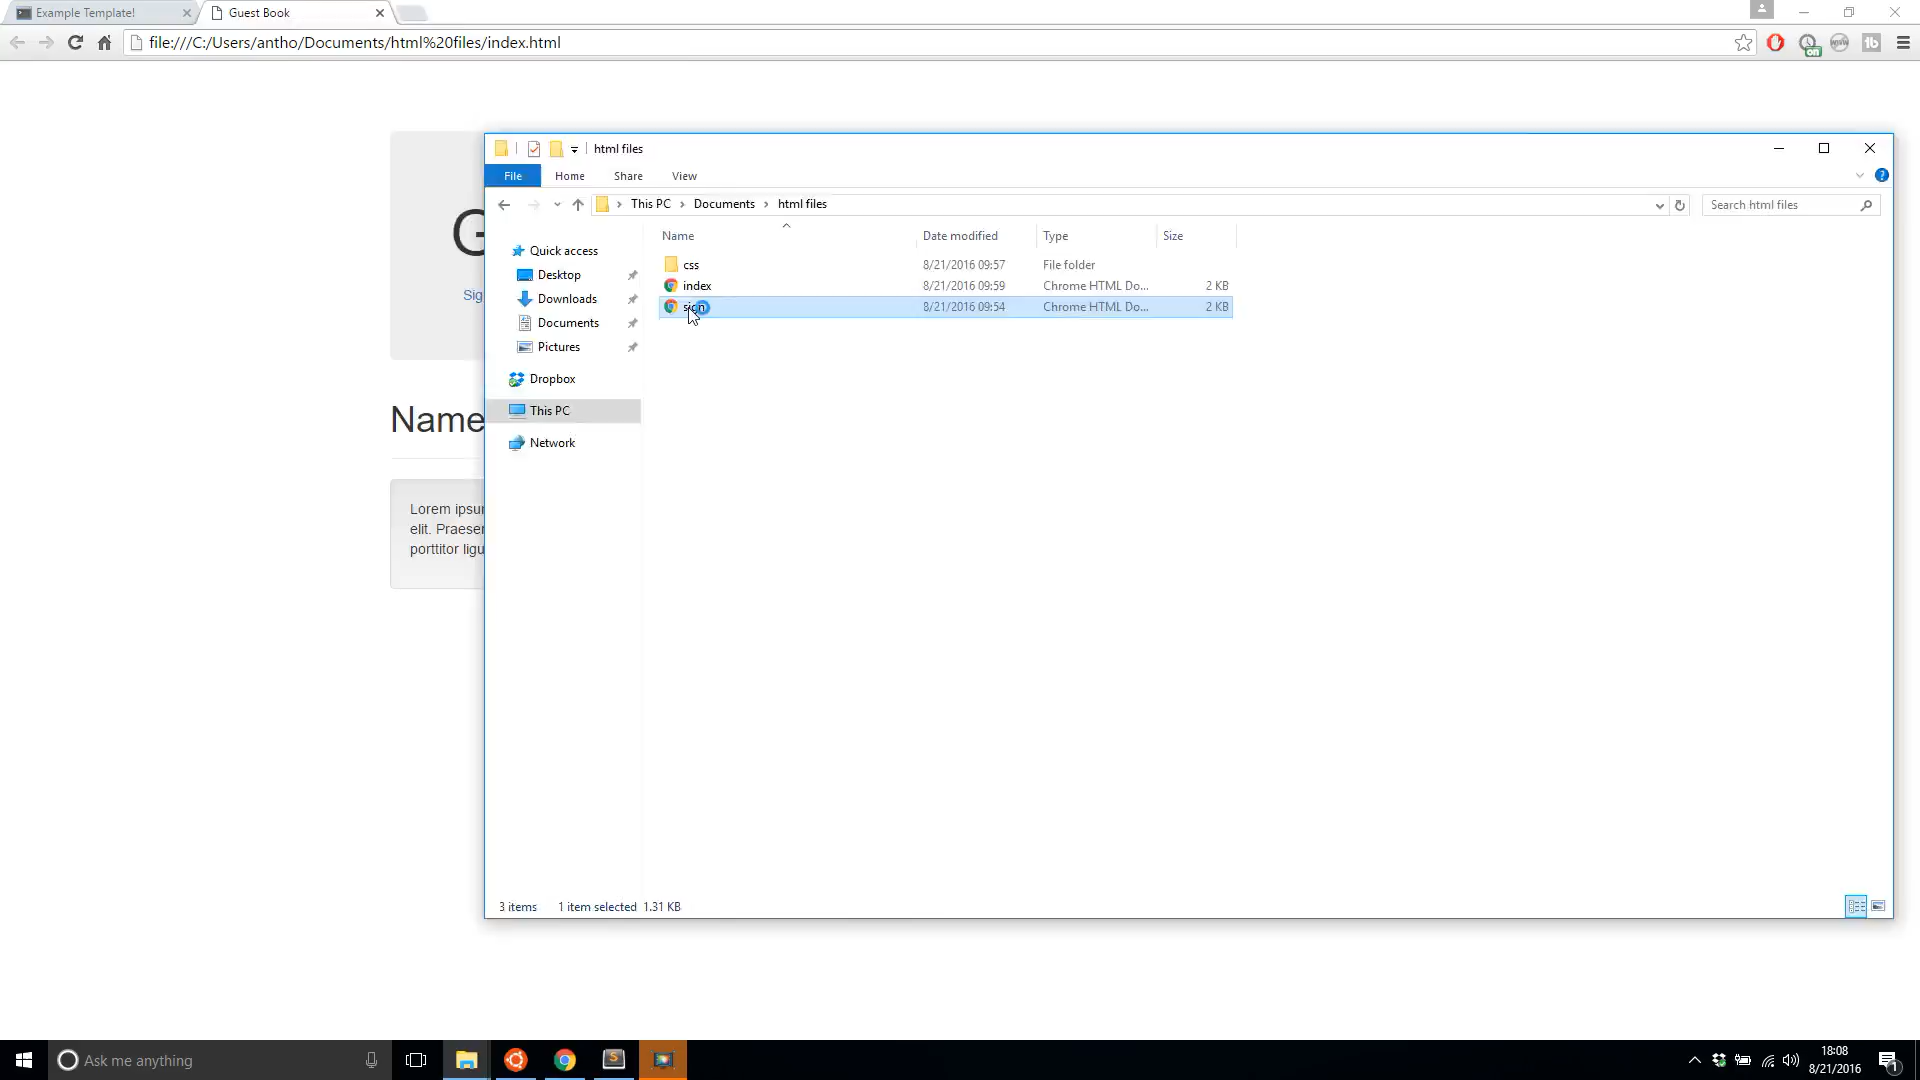 Example Template!
Guest Book
file:///C:/Users/antho/Documents/html%20files/index.html
on
html files
File Home Share View
This PC Documents html files
Search html files
Name Date modified Type Size
Quick access
Desktop
Downloads
Documents
Pictures
Dropbox
This PC
Network
css 8/21/2016 09:57 File folder
index 8/21/2016 09:59 Chrome HTML Do... 2 KB
sign 8/21/2016 09:54 Chrome HTML Do... 2 KB
G
Sig
Name
Lorem ipsu
elit. Praeser
porttitor ligu
3 items 1 item selected 1.31 KB
Ask me anything
18:08
8/21/2016
1